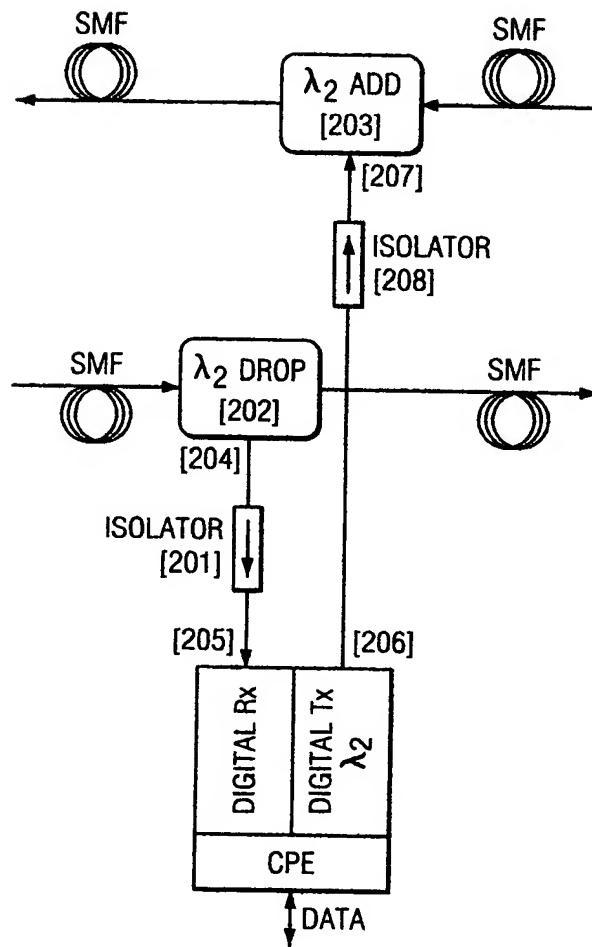 SMF
SMF
λ2 ADD
[203]
[207]
ISOLATOR
[208]
SMF
λ2 DROP
[202]
SMF
[204]
ISOLATOR
[201]
[205]
[206]
DIGITAL Rx
DIGITAL Tx
λ2
CPE
DATA